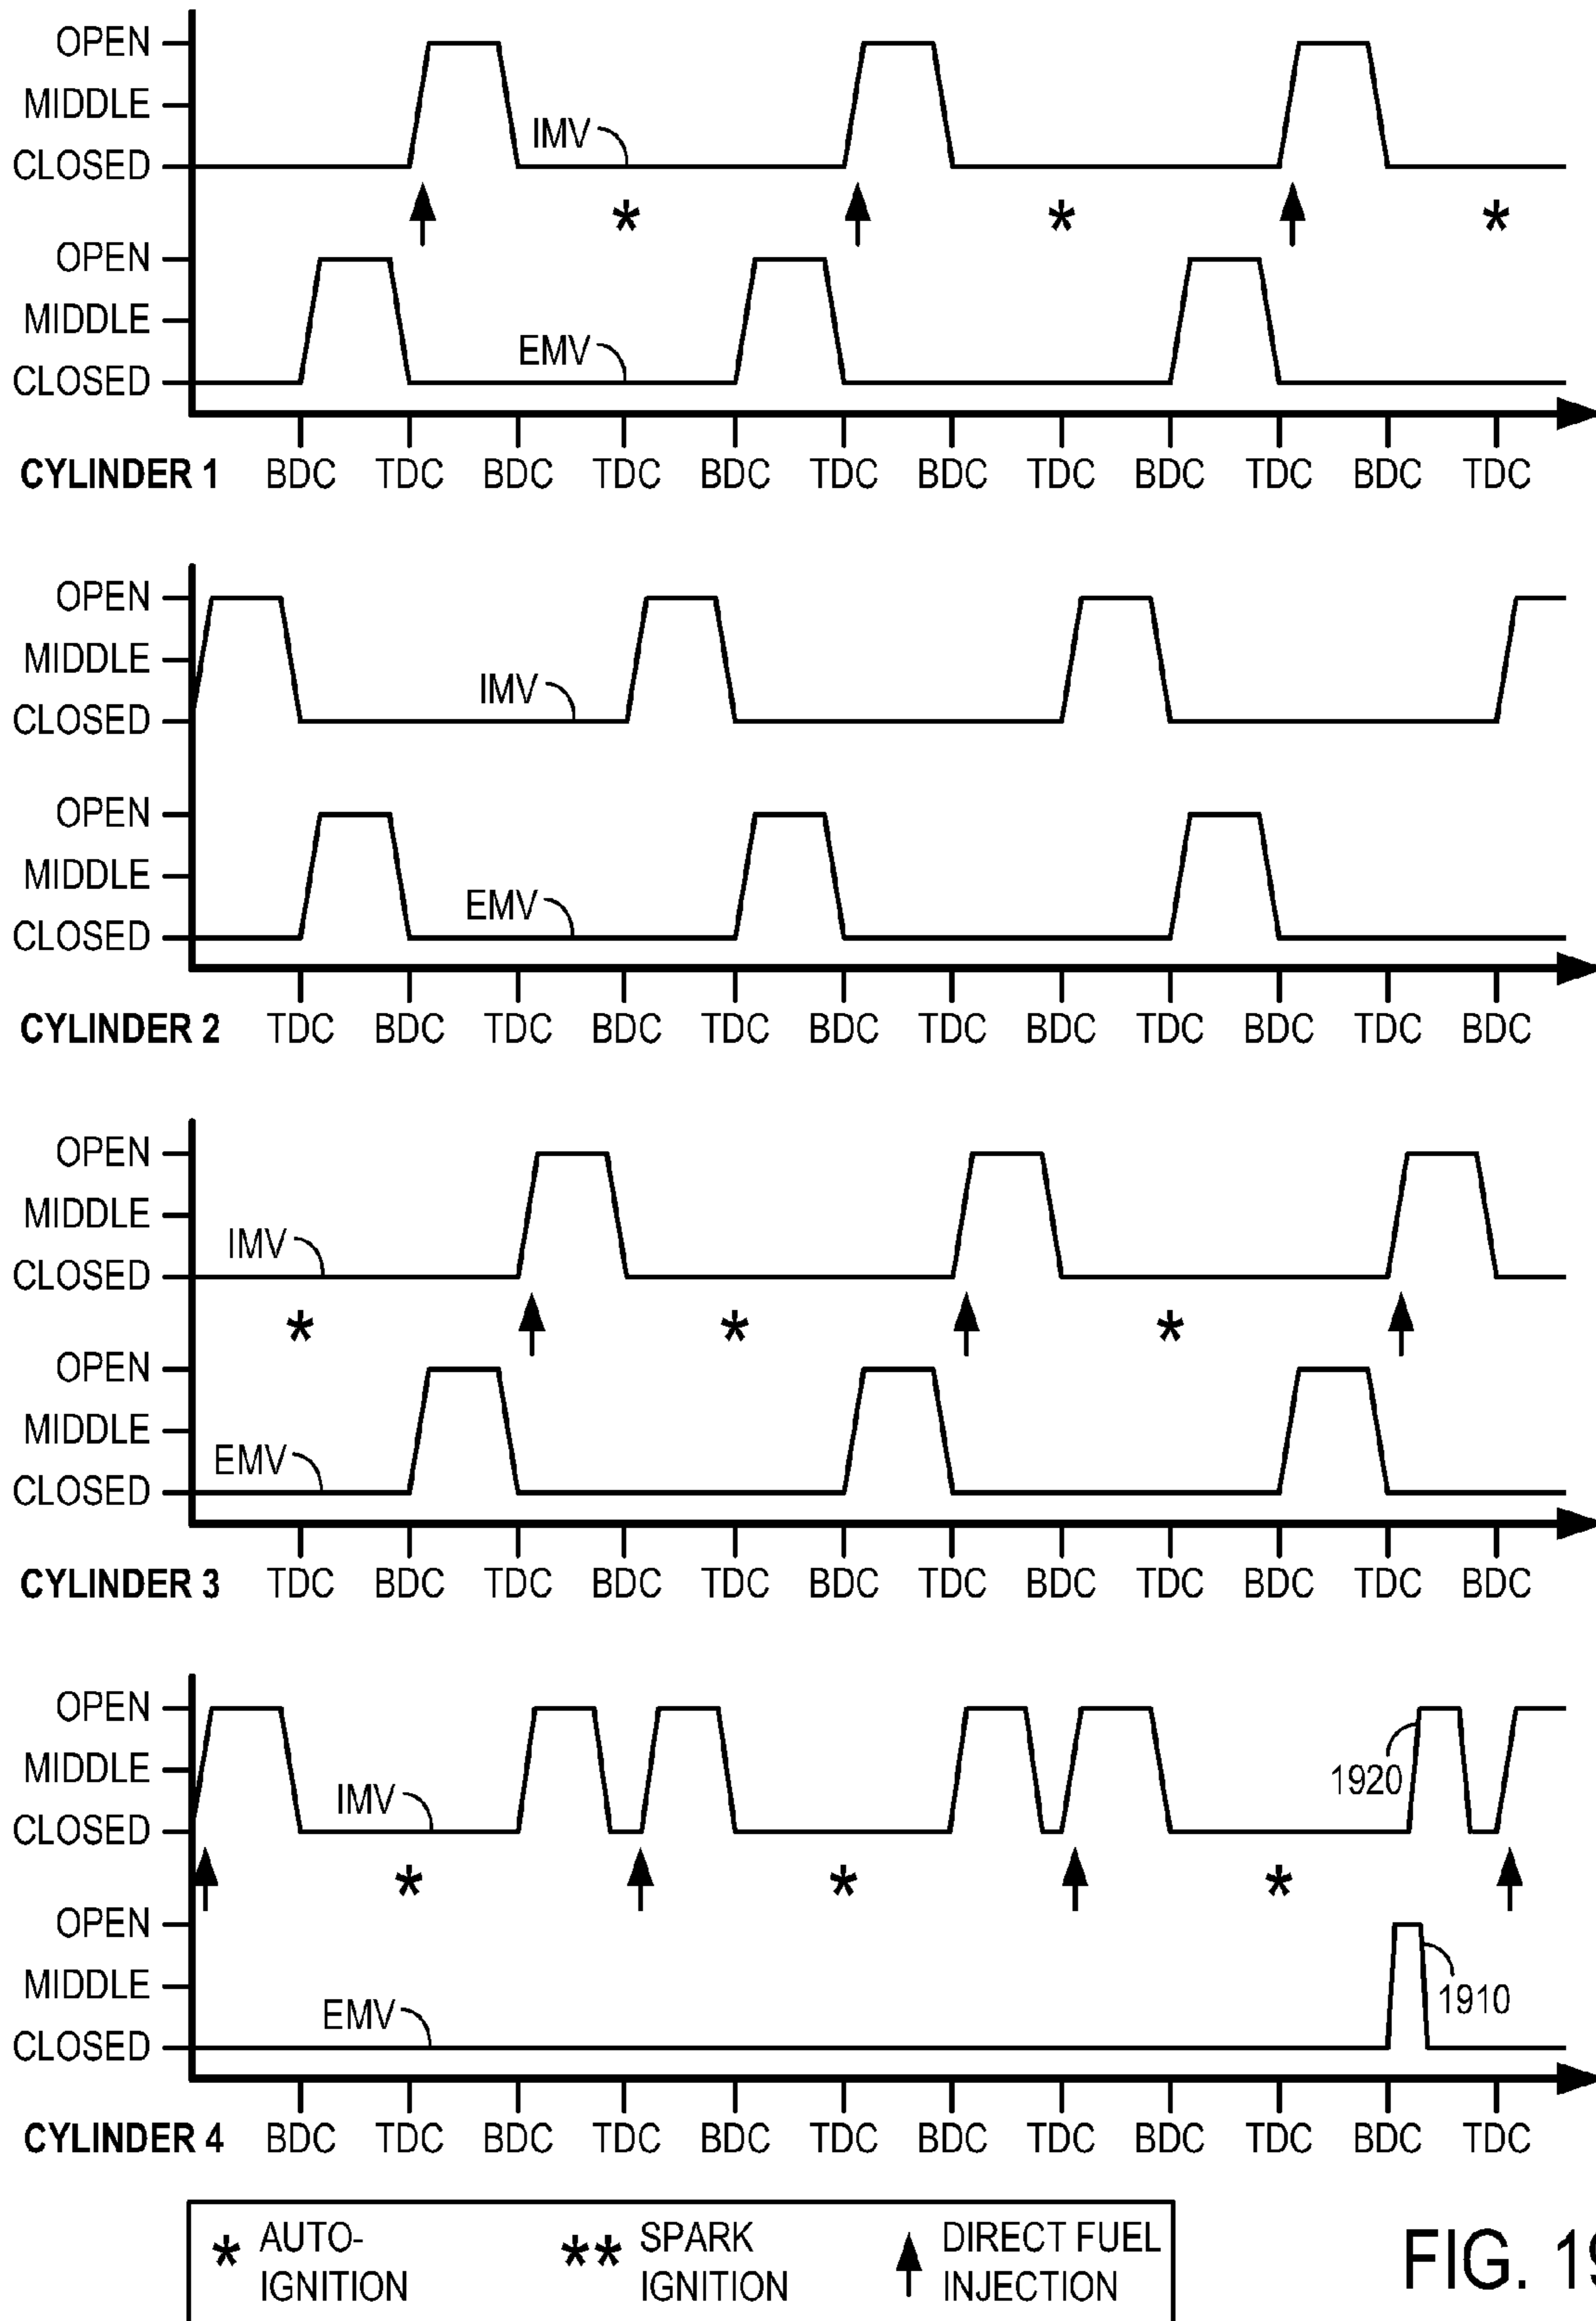 OPEN
MIDDLE
CLOSED
IMV
*
*
*
OPEN
MIDDLE
CLOSED
EMV
CYLINDER 1 BDC TDC BDC TDC BDC TDC BDC TDC BDC TDC BDC TDC
OPEN
MIDDLE
CLOSED
IMV
OPEN
MIDDLE
CLOSED
EMV
CYLINDER 2 TDC BDC TDC BDC TDC BDC TDC BDC TDC BDC TDC BDC
OPEN
MIDDLE
CLOSED
IMV
*
*
*
OPEN
MIDDLE
CLOSED
EMV
CYLINDER 3 TDC BDC TDC BDC TDC BDC TDC BDC TDC BDC TDC BDC
OPEN
MIDDLE
CLOSED
IMV
1920
*
*
*
OPEN
MIDDLE
CLOSED
EMV
1910
CYLINDER 4 BDC TDC BDC TDC BDC TDC BDC TDC BDC TDC BDC TDC
* AUTO-
IGNITION
** SPARK
IGNITION
DIRECT FUEL
INJECTION
FIG. 19